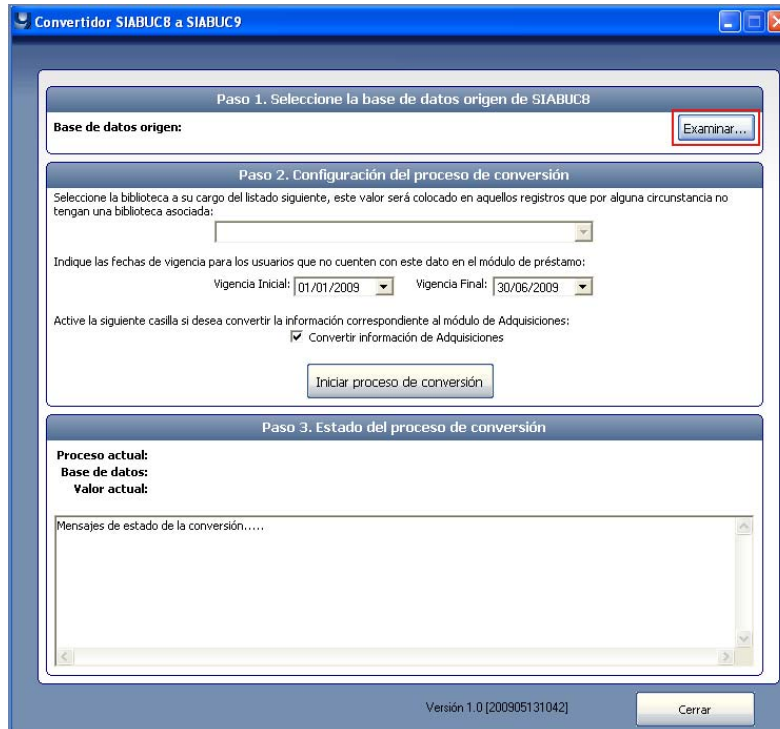 Convertidor SIABUC8 a SIABUC9
Paso 1. Seleccione la base de datos origen de SIABUC8
Base de datos origen:
Examinar...
Paso 2. Configuración del proceso de conversión
Seleccione la biblioteca a su cargo del listado siguiente, este valor será colocado en aquellos registros que por alguna circunstancia no
tengan una biblioteca asociada:
Indique las fechas de vigencia para los usuarios que no cuenten con este dato en el módulo de préstamo:
Vigencia Inicial: 01/01/2009 Vigencia Final: 30/06/2009
Active la siguiente casilla si desea convertir la información correspondiente al módulo de Adquisiciones:
Convertir información de Adquisiciones
Iniciar proceso de conversión
Paso 3. Estado del proceso de conversión
Proceso actual:
Base de datos:
Valor actual:
Mensajes de estado de la conversión.....
Versión 1.0 [200905131042]
Cerrar